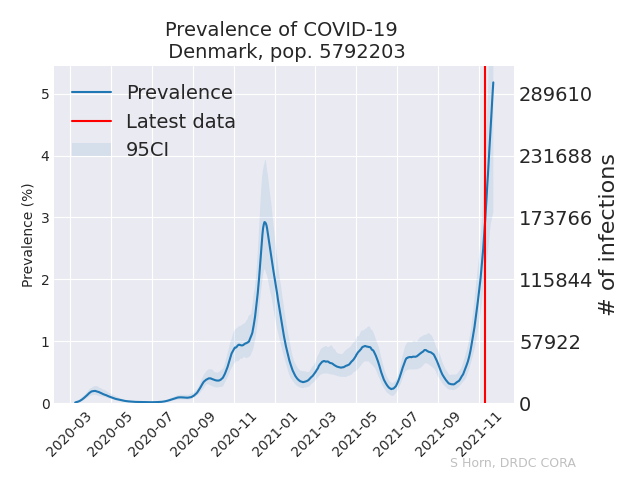 Prevalence of COVID-19
Denmark, pop. 5792203
Prevalence
Latest data
95CI
Prevalence (%)
5
4
3
2
1
0
289610
231688
173766
115844
57922
0
# of infections
2020-03
2020-05
2020-07
2020-09
2020-11
2021-01
2021-03
2021-05
2021-07
2021-09
2021-11
S Horn, DRDC CORA